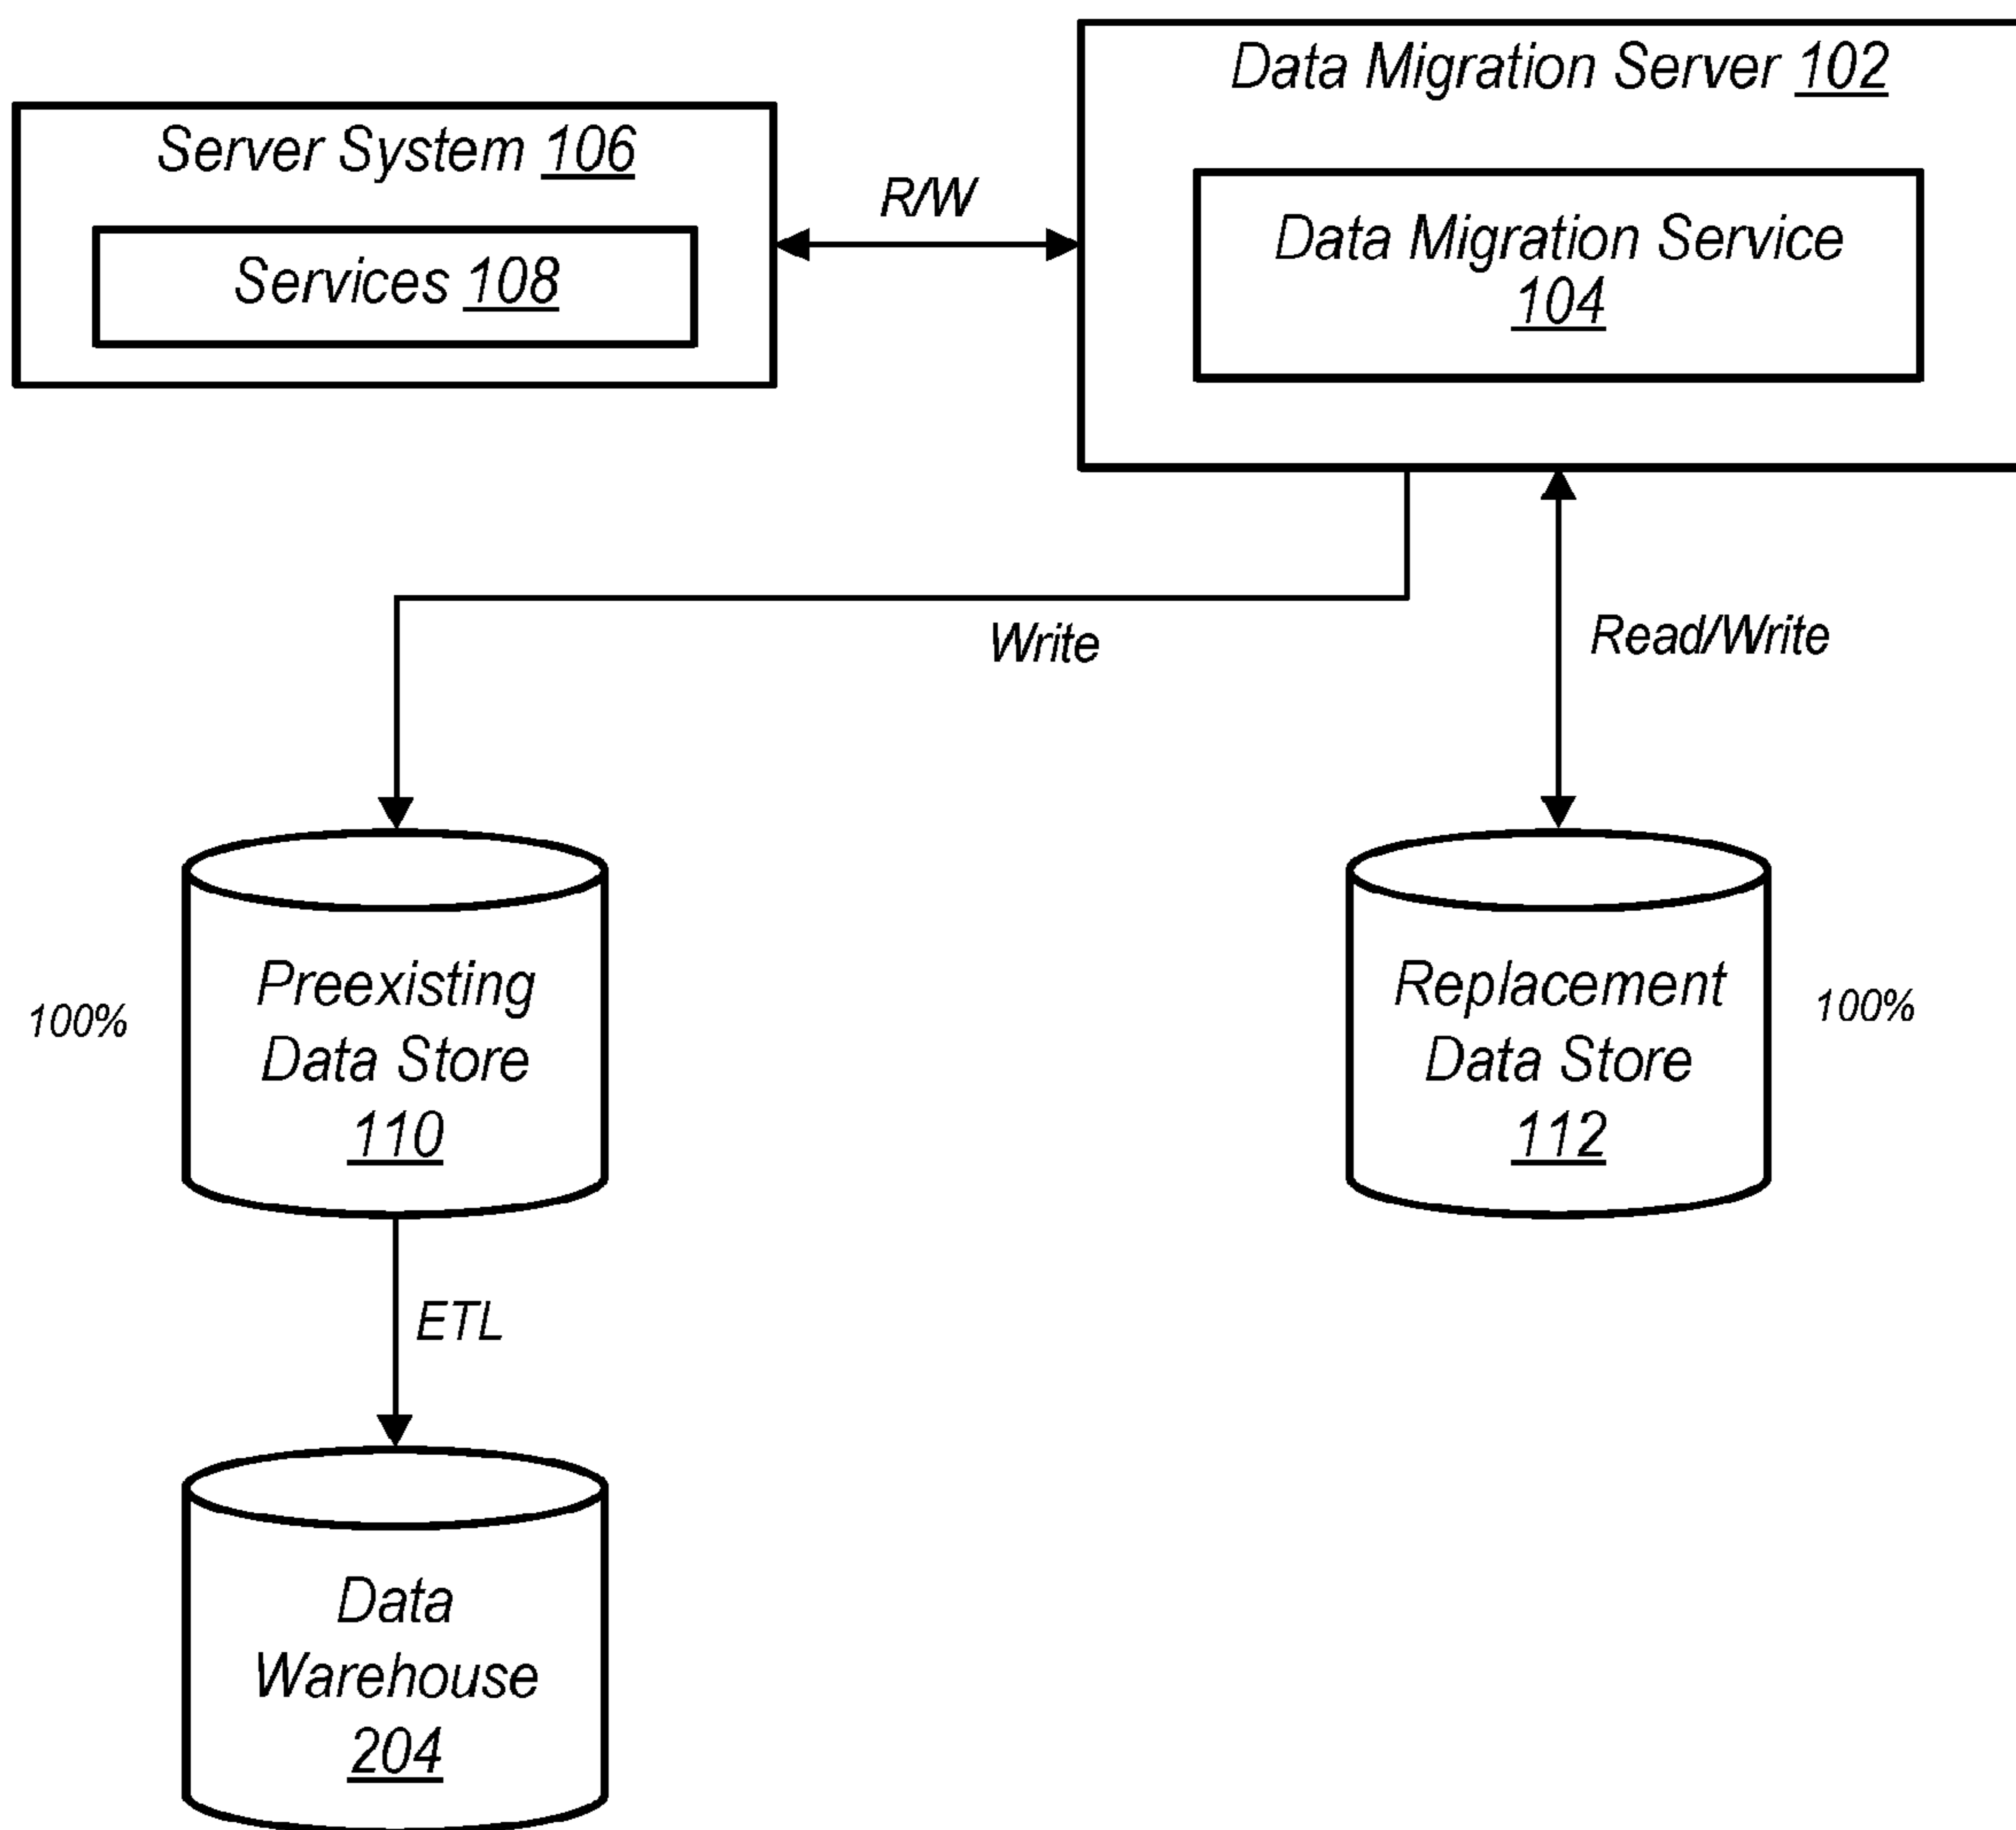 Data Migration Server 102
Server System 106
R/W
Services 108
Data Migration Service
104
Write
Read/Write
Preexisting
Data Store
110
100%
Replacement
Data Store
112
100%
ETL
Data
Warehouse
204